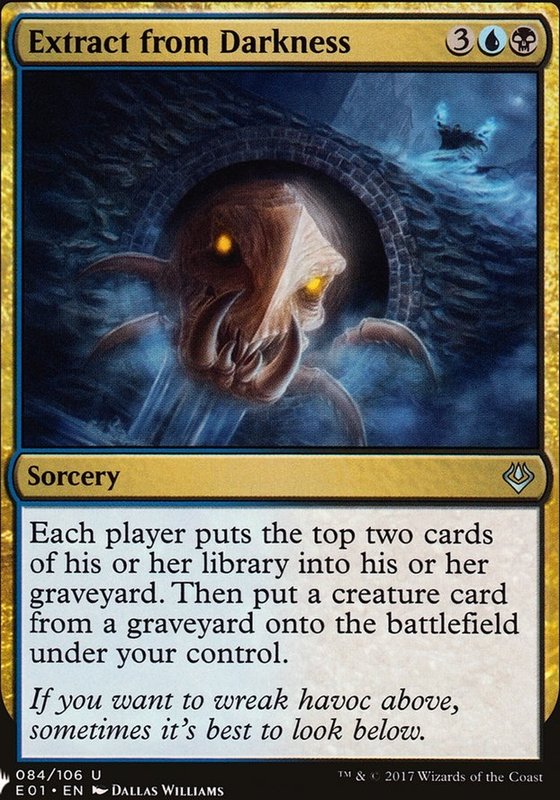 Extract from Darkness
3
Sorcery
Each player puts the top two cards
of his or her library into his or her
graveyard. Then put a creature card
from a graveyard onto the battlefield
under your control.
If you want to wreak havoc above,
sometimes it's best to look below.
084/106 U
E01 • EN DALLAS WILLIAMS
™ & © 2017 Wizards of the Coast